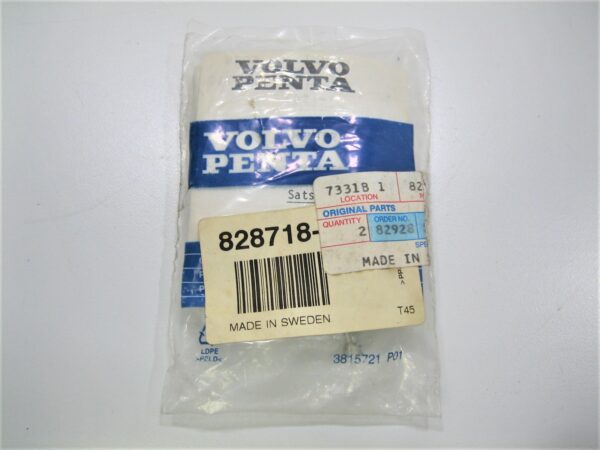 VOLVO
PENTA
VOLVO
PENTA
Sats
7331B 1
LOCATION
ORIGINAL PARTS
QUANTITY ORDER NO.
2 82928
MADE IN
828718-
MADE IN SWEDEN
T45
LDPE
>PELD<
3815721 P01